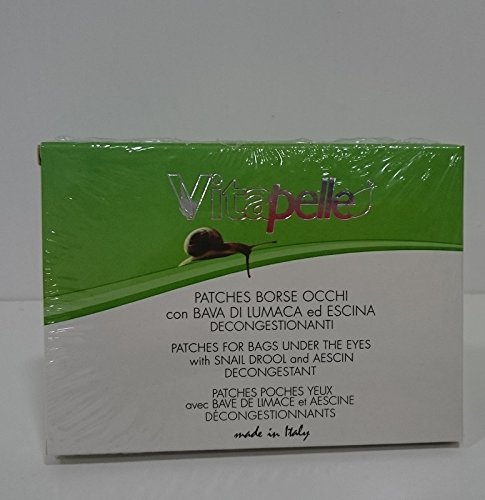 Vitapelle
PATCHES BORSE OCCHI
con BAVA DI LUMACA ed ESCINA
DECONGESTIONANTI
PATCHES FOR BAGS UNDER THE EYES
with SNAIL DROOL and AESCIN
DECONGESTANT
PATCHES POCHES YEUX
avec BAVE DE LIMACE et AESCINE
DÉCONGESTIONNANTS
made in Italy